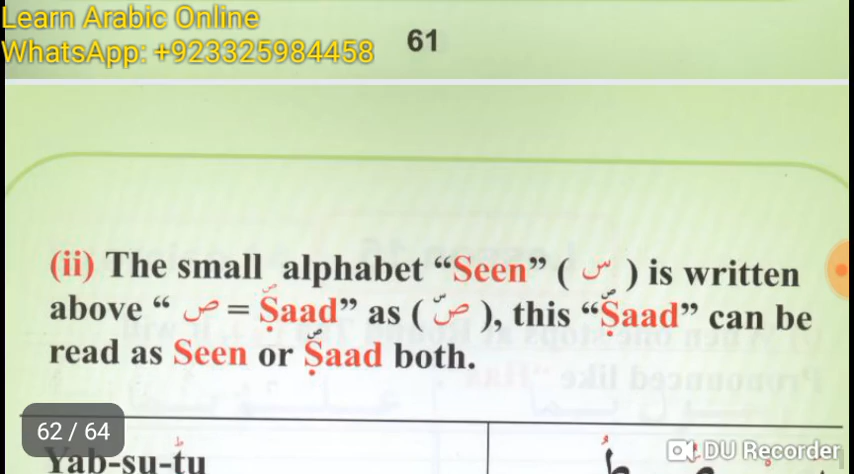 Learn Arabic Online
WhatsApp: +923325984458
61
(ii) The small alphabet “Seen” ( س ) is written
above “ ص = Ṣaad” as ( صۜ ), this “Ṣaad” can be
read as Seen or Ṣaad both.
62 / 64
Yab-su-tu
DU Recorder